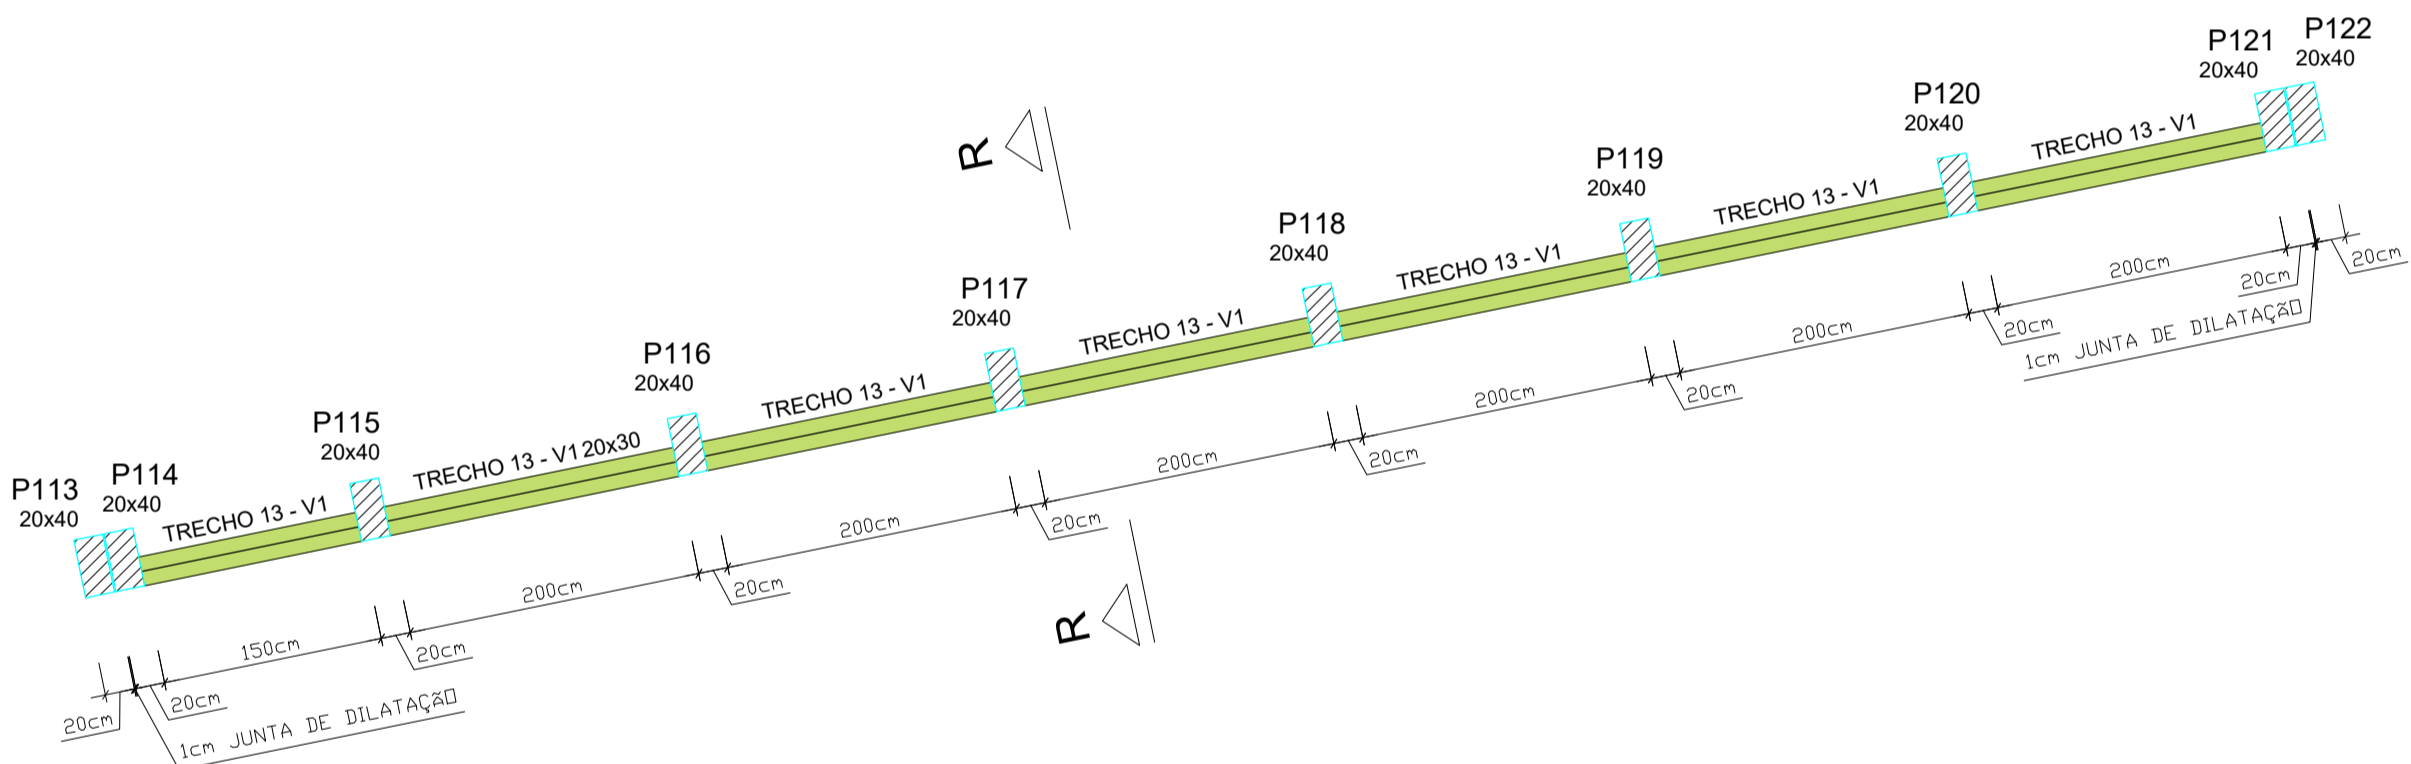 P121
20x40
P122
20x40
P120
20x40
TRECHO 13 - V1
R
P119
20x40
TRECHO 13 - V1
P118
20x40
TRECHO 13 - V1
P117
20x40
TRECHO 13 - V1
P116
20x40
TRECHO 13 - V1
P115
20x40
TRECHO 13 - V1 20x30
P113
20x40
P114
20x40
TRECHO 13 - V1
20cm
1cm JUNTA DE DILATAÇÃO
20cm
150cm
20cm
200cm
20cm
200cm
20cm
R
200cm
20cm
200cm
20cm
200cm
20cm
200cm
20cm
1cm JUNTA DE DILATAÇÃO
20cm